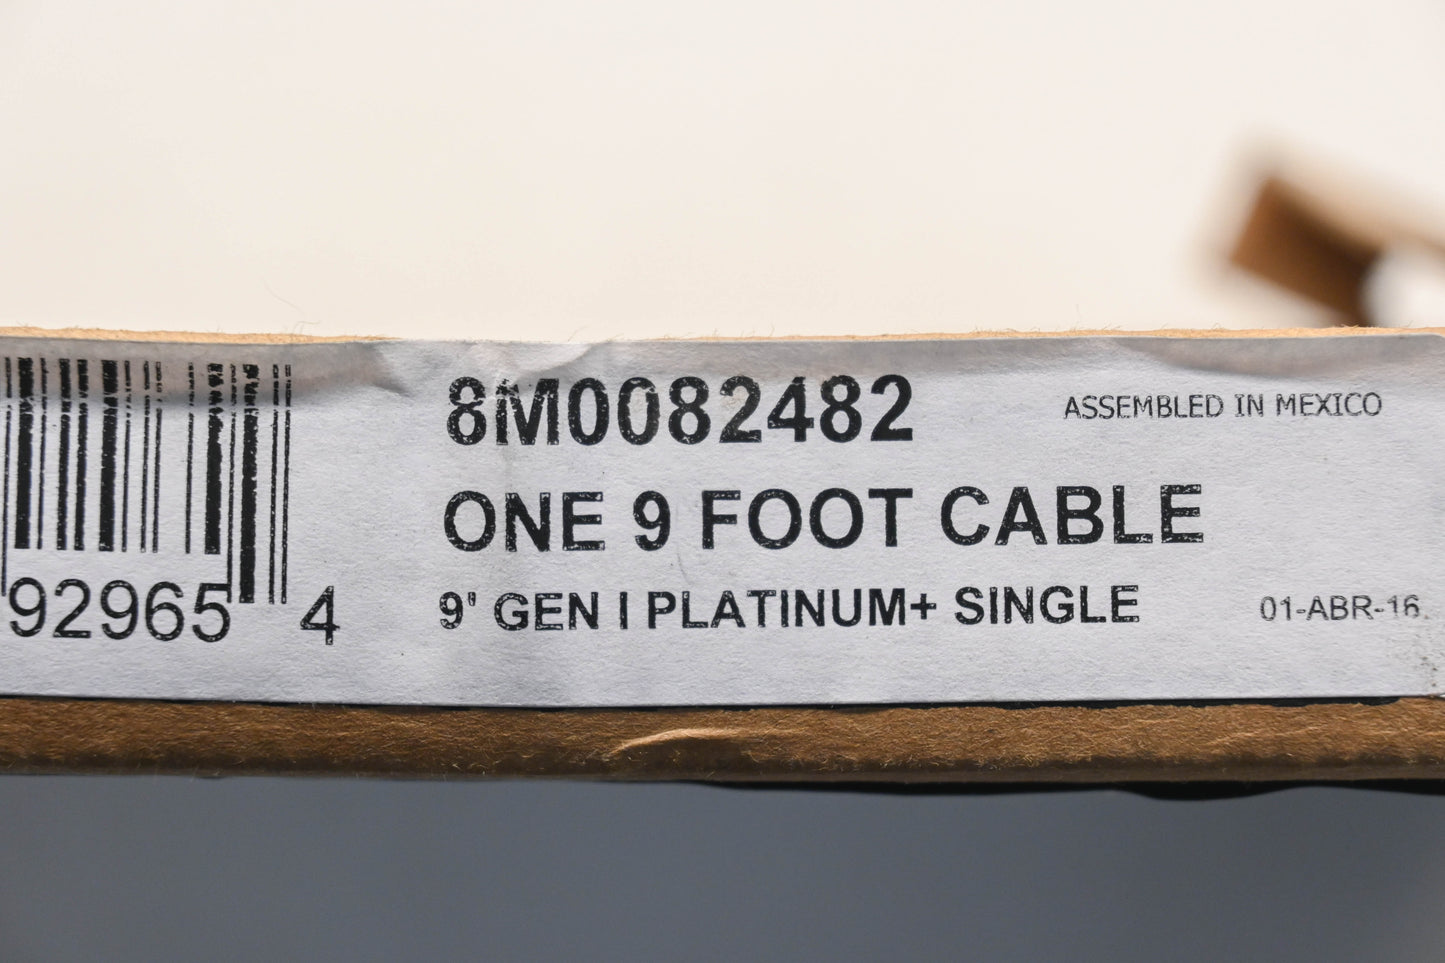 8M0082482
ASSEMBLED IN MEXICO
ONE 9 FOOT CABLE
9' GEN I PLATINUM+ SINGLE
01-ABR-16
92965 4